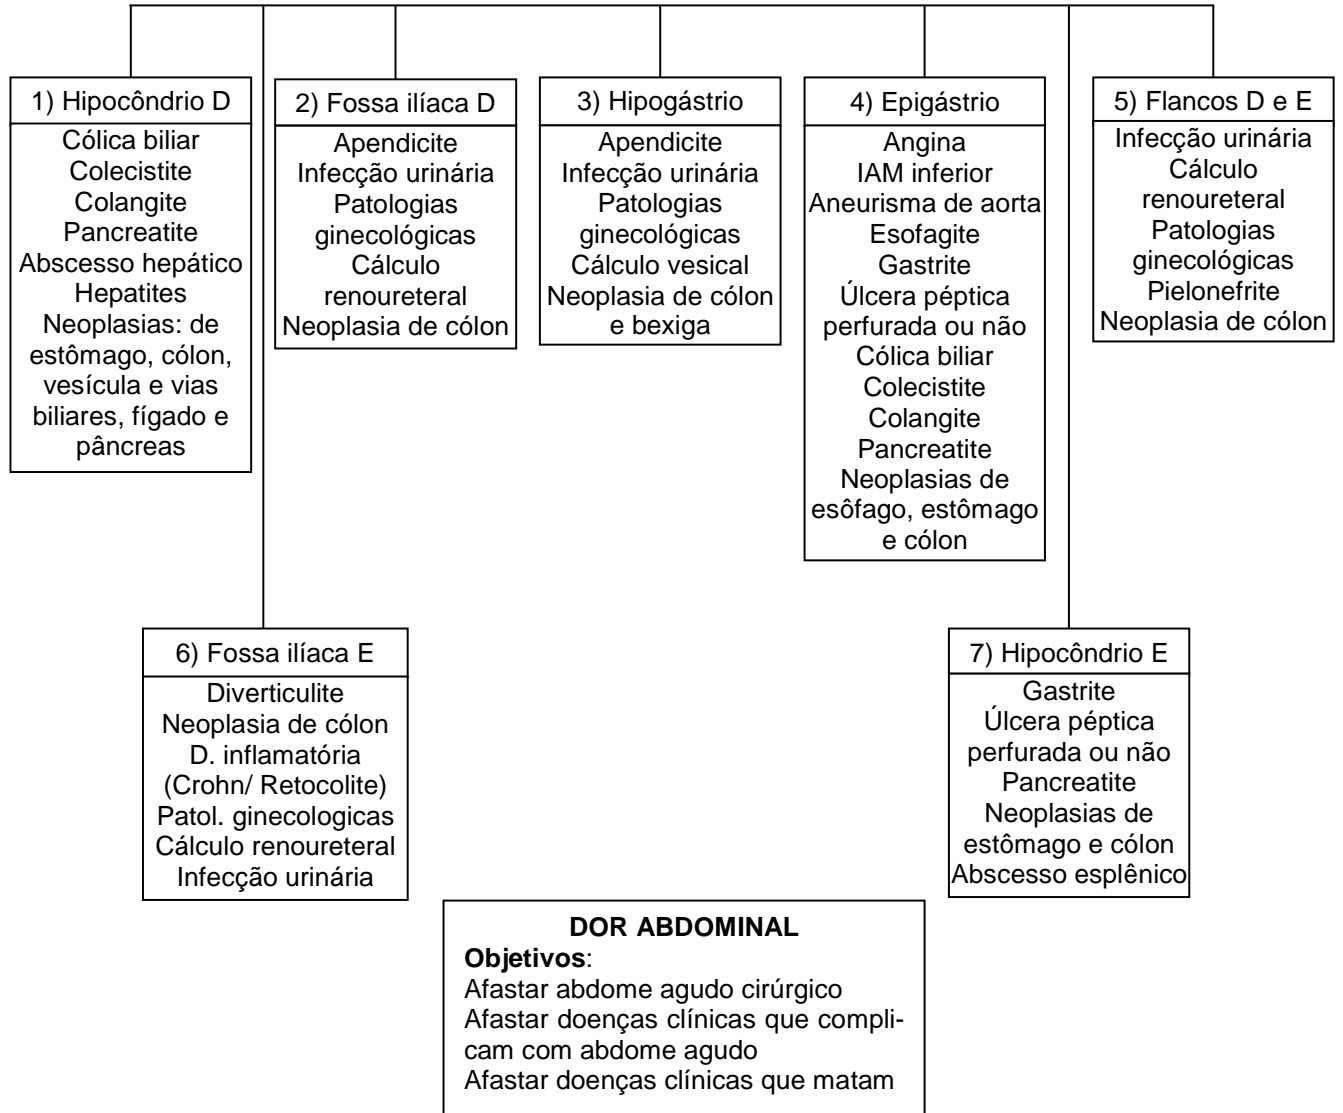 1) Hipocôndrio D
Cólica biliar
Colecistite
Colangite
Pancreatite
Abscesso hepático
Hepatites
Neoplasias: de
estômago, cólon,
vesícula e vias
biliares, fígado e
pâncreas
2) Fossa ilíaca D
Apendicite
Infecção urinária
Patologias
ginecológicas
Cálculo
renoureteral
Neoplasia de cólon
3) Hipogástrio
Apendicite
Infecção urinária
Patologias
ginecológicas
Cálculo vesical
Neoplasia de cólon
e bexiga
4) Epigástrio
Angina
IAM inferior
Aneurisma de aorta
Esofagite
Gastrite
Úlcera péptica
perfurada ou não
Cólica biliar
Colecistite
Colangite
Pancreatite
Neoplasias de
esôfago, estômago
e cólon
5) Flancos D e E
Infecção urinária
Cálculo
renoureteral
Patologias
ginecológicas
Pielonefrite
Neoplasia de cólon
6) Fossa ilíaca E
Diverticulite
Neoplasia de cólon
D. inflamatória
(Crohn/ Retocolite)
Patol. ginecologicas
Cálculo renoureteral
Infecção urinária
7) Hipocôndrio E
Gastrite
Úlcera péptica
perfurada ou não
Pancreatite
Neoplasias de
estômago e cólon
Abscesso esplênico
DOR ABDOMINAL
Objetivos:
Afastar abdome agudo cirúrgico
Afastar doenças clínicas que compli-
cam com abdome agudo
Afastar doenças clínicas que matam